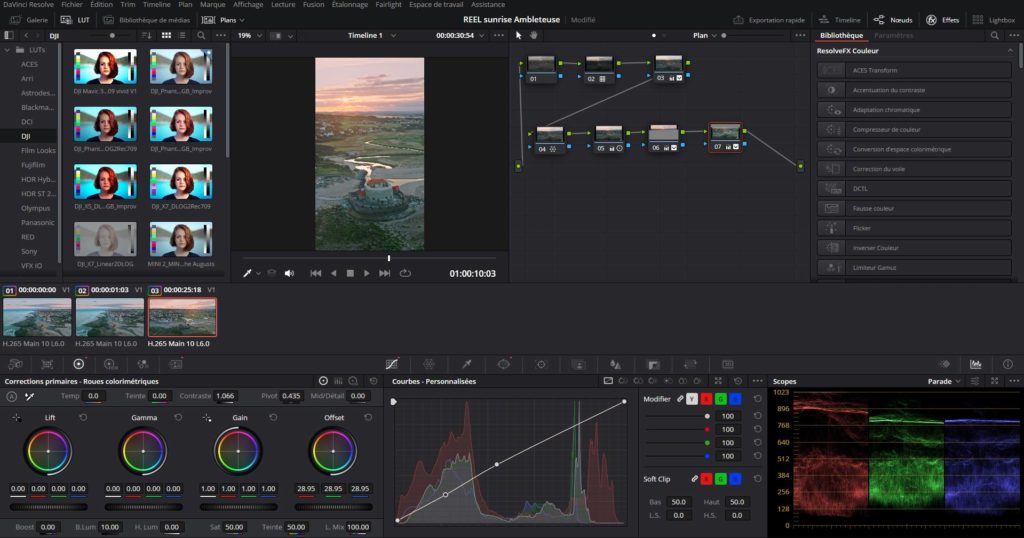 DaVinci Resolve Fichier Édition Trim Timeline Plan Marque Affichage Lecture Fusion Étalonnage Color Fairlight Espace de travail Assistance
Galerie LUT Bibliothèque de médias Plans REEL sunrise Ambleteuse Modifié Exportation rapide Timeline Nœuds Effets Lightbox
DJI 19% Timeline 1 00:00:30:54 Plan Bibliothèque Paramètres
LUTs
ACES
Arri
Astrodes...
Blackma...
DCI
DJI
Film Looks
Fujifilm
HDR Hyb...
HDR ST 2...
Olympus
Panasonic
RED
Sony
VFX IO
DJI Mavic 3...09 vivid V1
DJI_Phant...GB_Improv
DJI_Phant...OG2Rec709
DJI_Phant...GB_Improv
DJI_X5_DL...GB_Improv
DJI_X7_DLOG2Rec709
DJI_X7_Linear2DLOG
MINI 2_MIN...he Augusts
01:00:10:03
01
02
03
04
05
06
07
ResolveFX Couleur
ACES Transform
Accentuation du contraste
Adaptation chromatique
Compresseur de couleur
Conversion d'espace colorimétrique
Correction du voile
DCTL
Fausse couleur
Flicker
Inverser Couleur
Limiteur Gamut
01 00:00:00:00 V1
02 00:00:01:03 V1
03 00:00:25:18 V1
H.265 Main 10 L6.0
H.265 Main 10 L6.0
H.265 Main 10 L6.0
Corrections primaires - Roues colorimétriques
Temp 0.0 Teinte 0.00 Contraste 1.066 Pivot 0.435 Mid/Détail 0.00
Lift Gamma Gain Offset
0.00 0.00 0.00 0.00
0.00 0.00 0.00 0.00
1.00 1.00 1.00 1.00
28.95 28.95 28.95
Boost 0.00 B.Lum 10.00 H. Lum 0.00 Sat 50.00 Teinte 50.00 L. Mix 100.00
Courbes - Personnalisées
Modifier Y R G B
100
100
100
100
Soft Clip R G B
Bas 50.0 Haut 50.0
L.S. 0.0 H.S. 0.0
Scopes Parade
1023
896
768
640
512
384
256
128
0